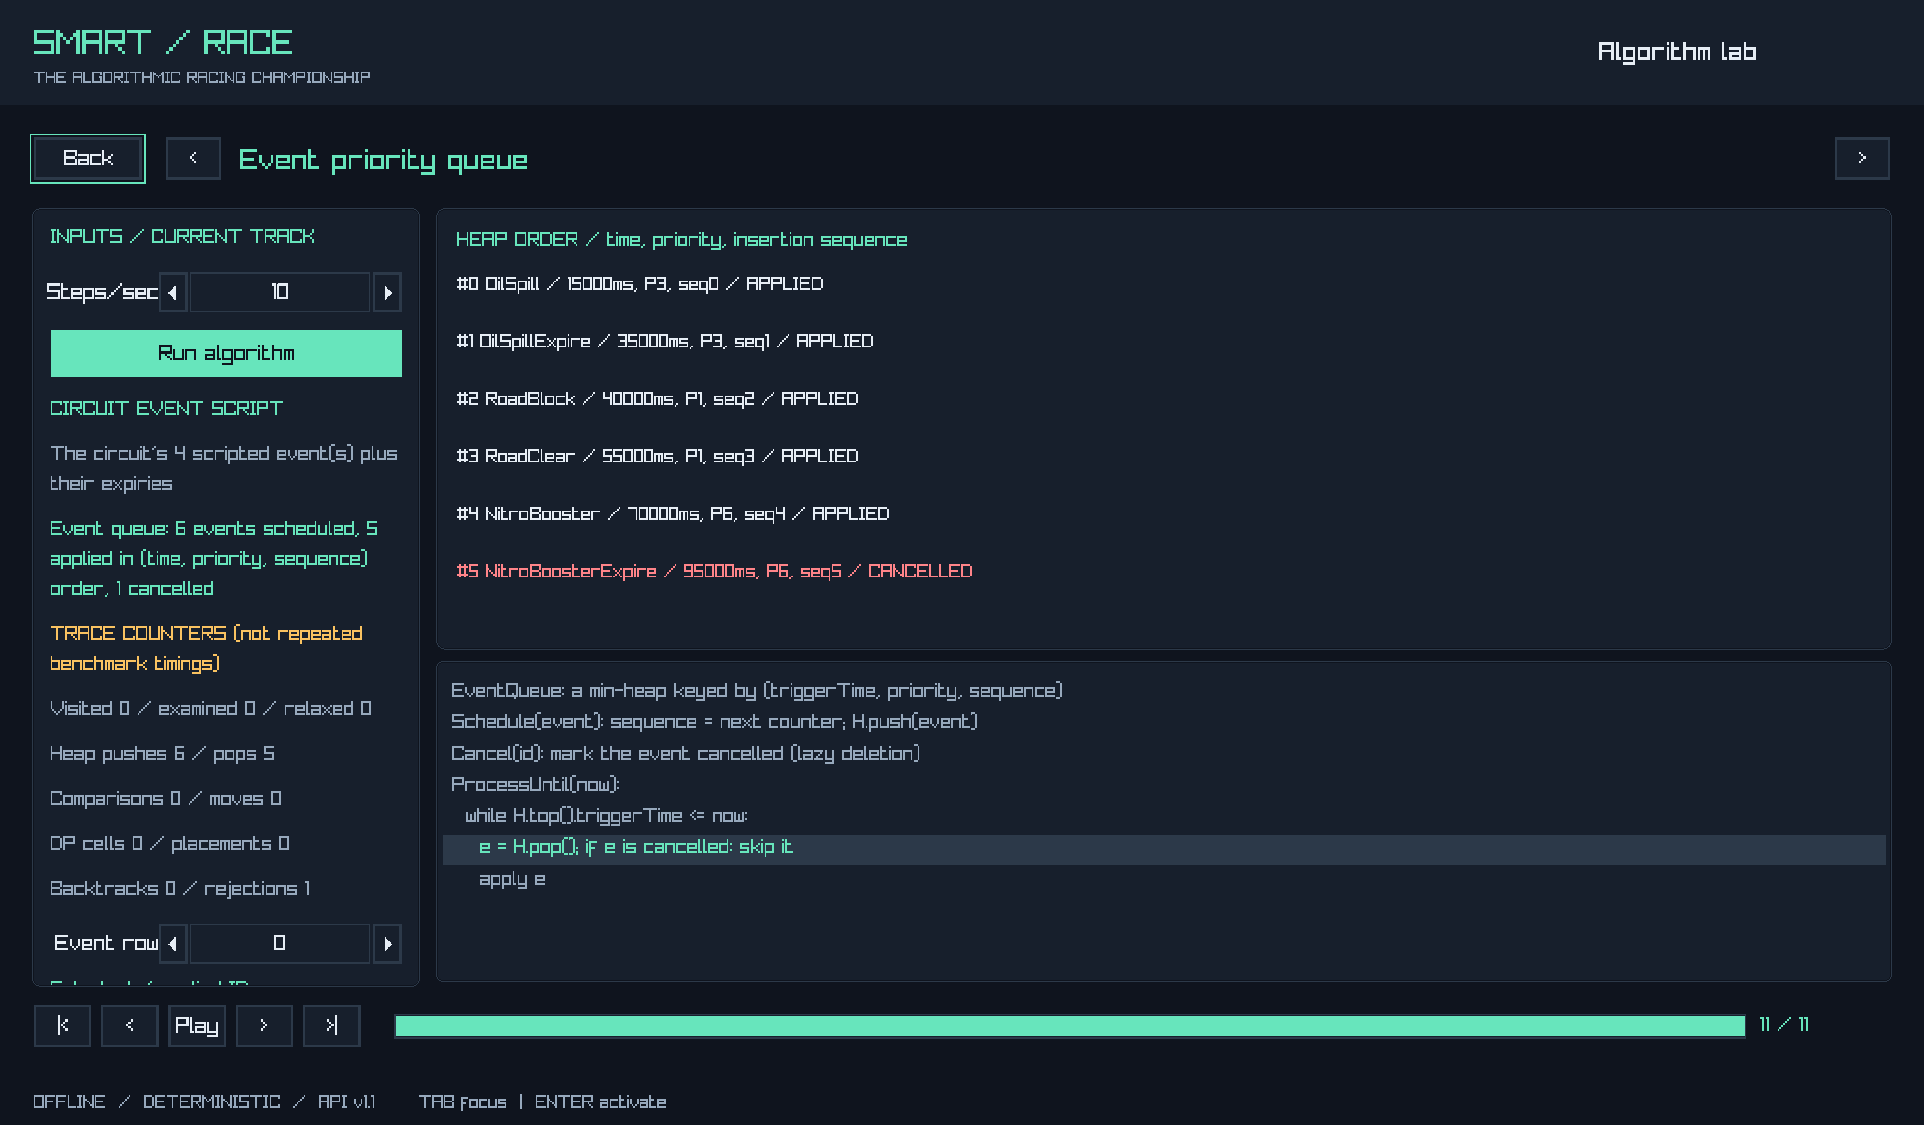 SMART / RACE
THE ALGORITHMIC RACING CHAMPIONSHIP
Algorithm lab
Back
<
Event priority queue
>
INPUTS / CURRENT TRACK
Steps/sec 10
Run algorithm
CIRCUIT EVENT SCRIPT
The circuit's 4 scripted event(s) plus
their expiries
Event queue: 6 events scheduled, 5
applied in (time, priority, sequence)
order, 1 cancelled
TRACE COUNTERS (not repeated
benchmark timings)
Visited 0 / examined 0 / relaxed 0
Heap pushes 6 / pops 5
Comparisons 0 / moves 0
DP cells 0 / placements 0
Backtracks 0 / rejections 1
Event row 0
HEAP ORDER / time, priority, insertion sequence
#0 OilSpill / 15000ms, P3, seq0 / APPLIED
#1 OilSpillExpire / 35000ms, P3, seq1 / APPLIED
#2 RoadBlock / 40000ms, P1, seq2 / APPLIED
#3 RoadClear / 55000ms, P1, seq3 / APPLIED
#4 NitroBooster / 70000ms, P6, seq4 / APPLIED
#5 NitroBoosterExpire / 95000ms, P6, seq5 / CANCELLED
EventQueue: a min-heap keyed by (triggerTime, priority, sequence)
Schedule(event): sequence = next counter; H.push(event)
Cancel(id): mark the event cancelled (lazy deletion)
ProcessUntil(now):
while H.top().triggerTime <= now:
e = H.pop(); if e is cancelled: skip it
apply e
|<
<
Play
>
>|
11 / 11
OFFLINE / DETERMINISTIC / API v1.1
TAB focus | ENTER activate